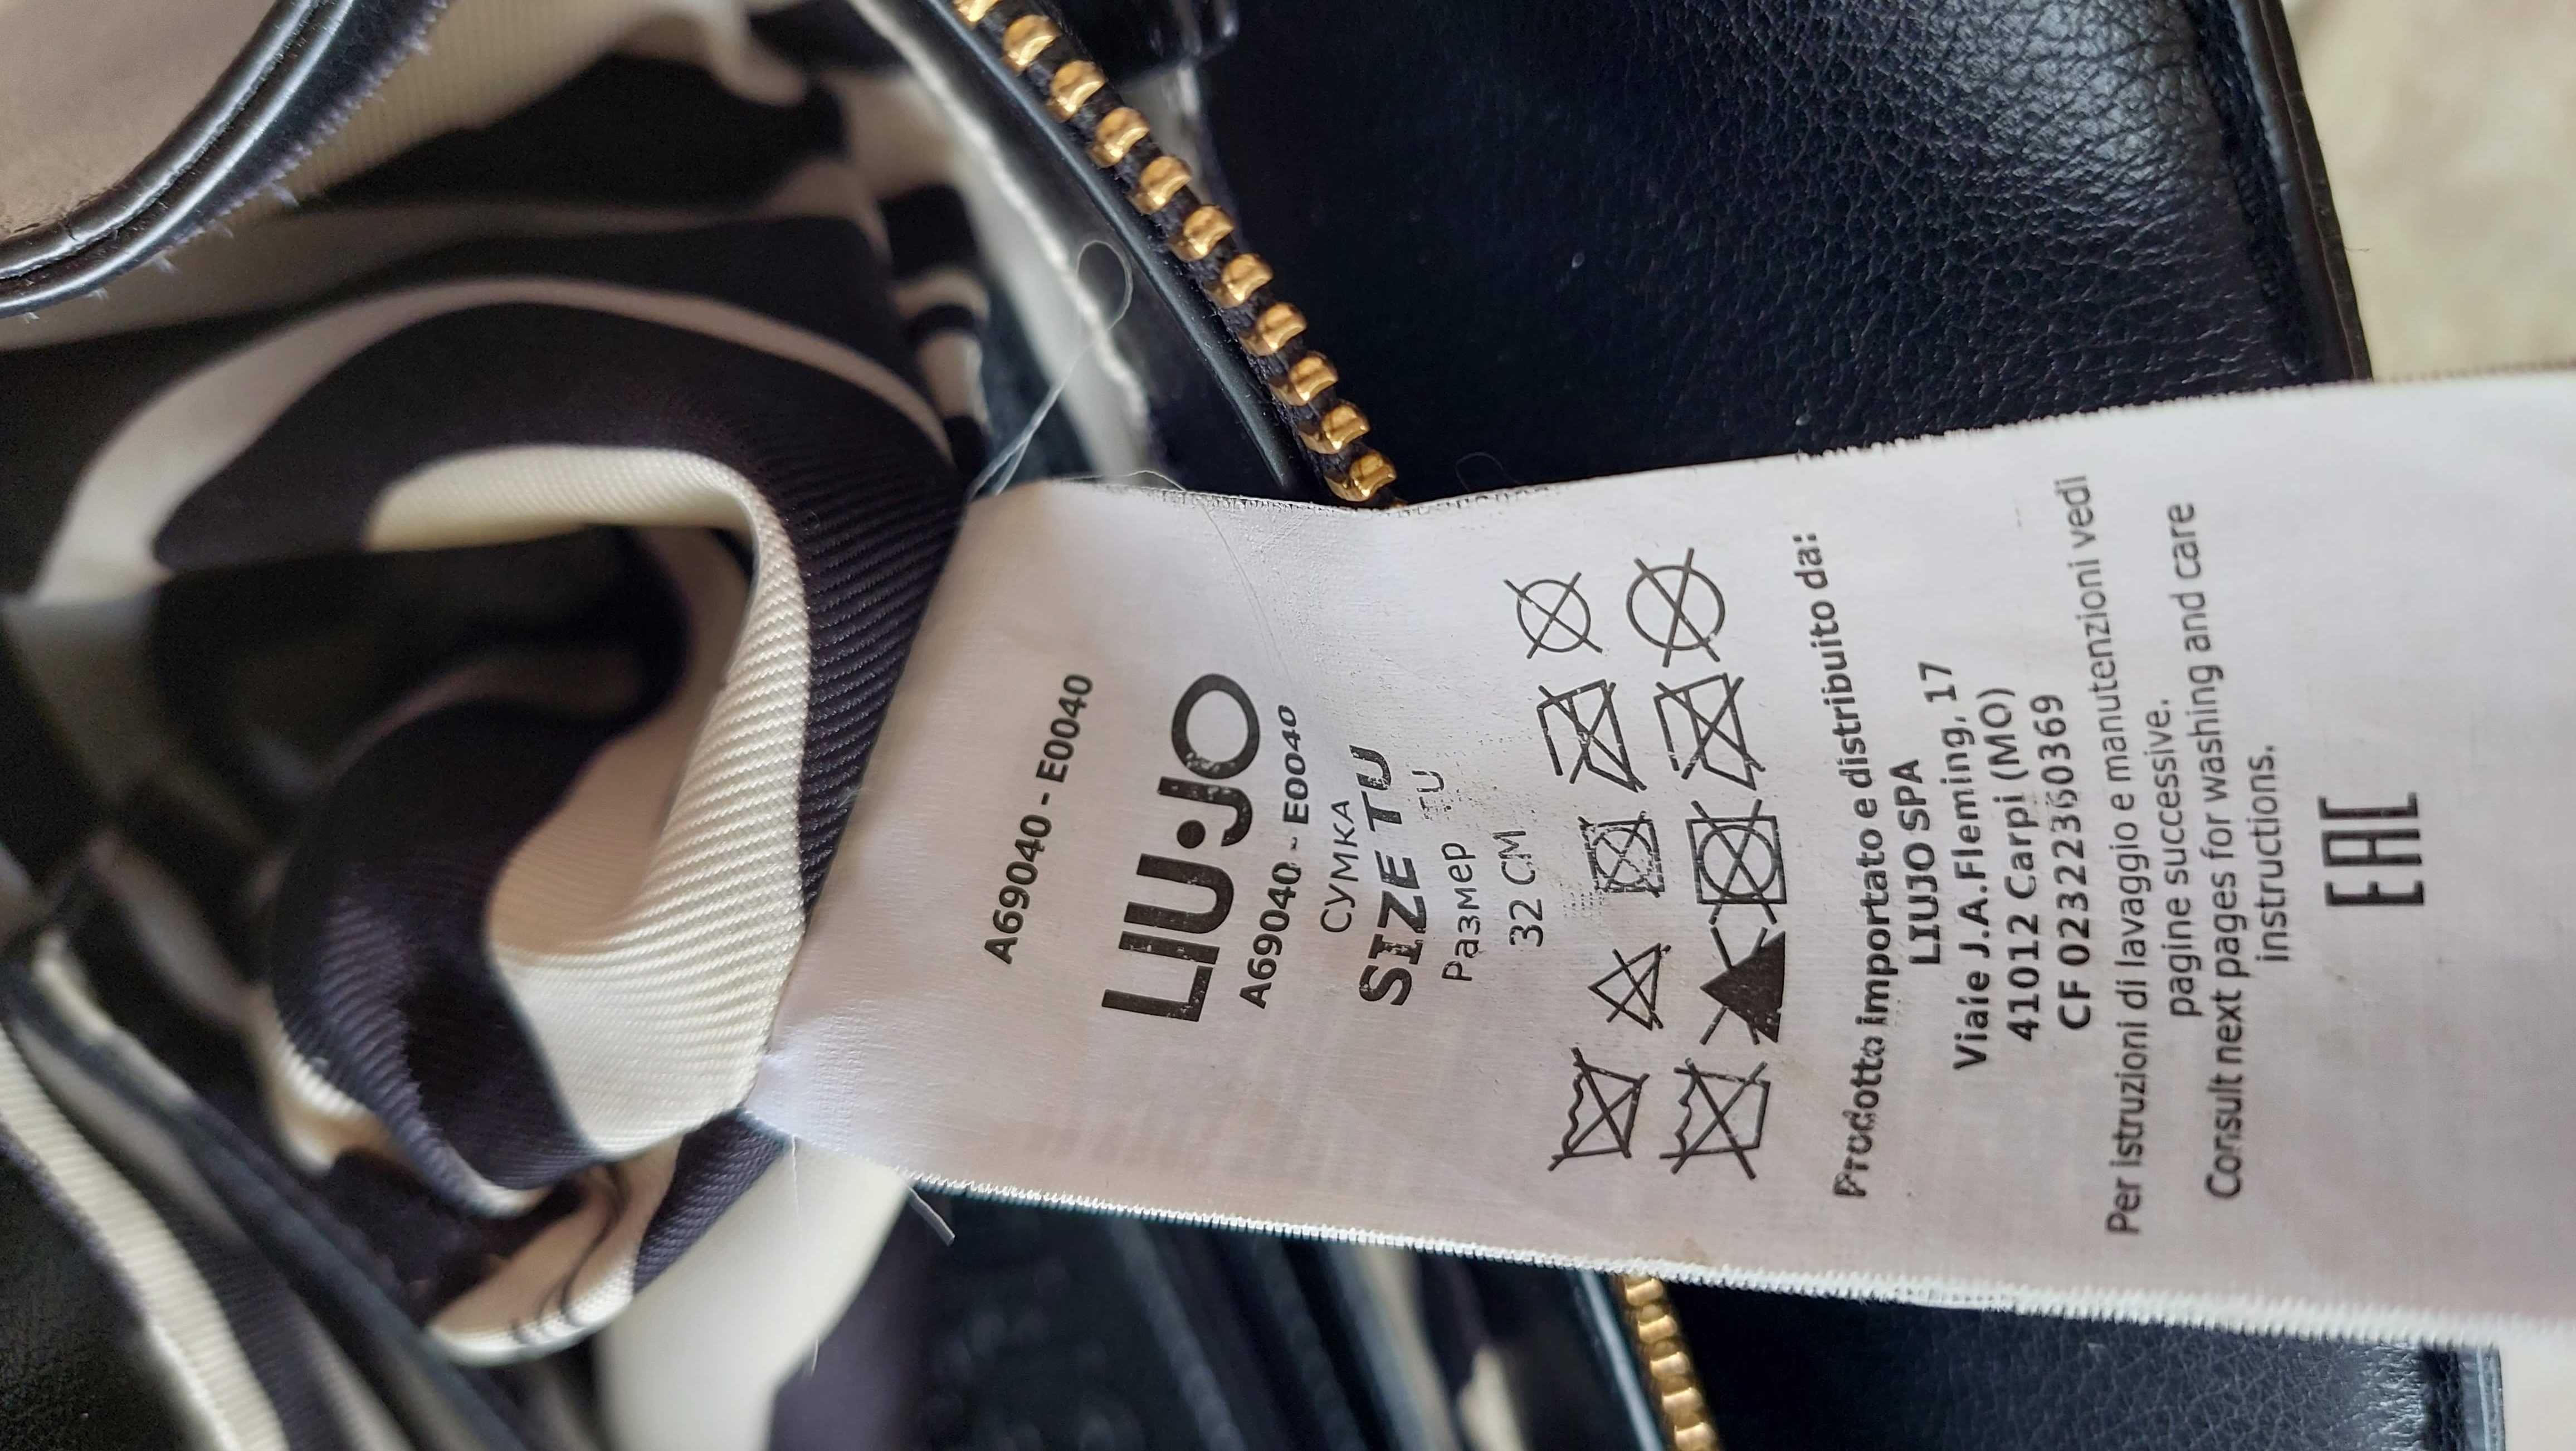 A69040 - E0040
LIU·JO
A69040 - E0040
СУМКА
SIZE TU
Размер TU
32 CM
Prodotto importato e distribuito da:
LIUJO SPA
Viale J.A.Fleming, 17
41012 Carpi (MO)
CF 02322360369
Per istruzioni di lavaggio e manutenzioni vedi
pagine successive.
Consult next pages for washing and care
instructions.
EAC